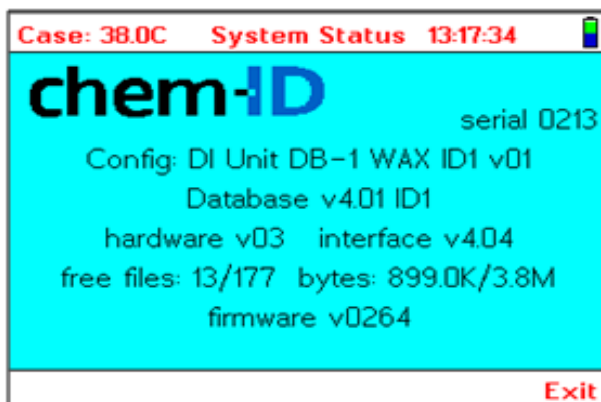 Case: 38.0C System Status 13:17:34
chem-ID
serial 0213
Config: DI Unit DB-1 WAX ID1 v01
Database v4.01 ID1
hardware v03 interface v4.04
free files: 13/177 bytes: 899.0K/3.8M
firmware v0264
Exit